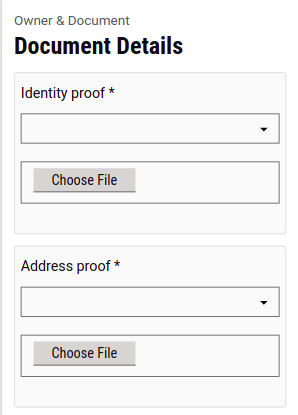 Owner & Document
Document Details
Identity proof *
Choose File
Address proof *
Choose File